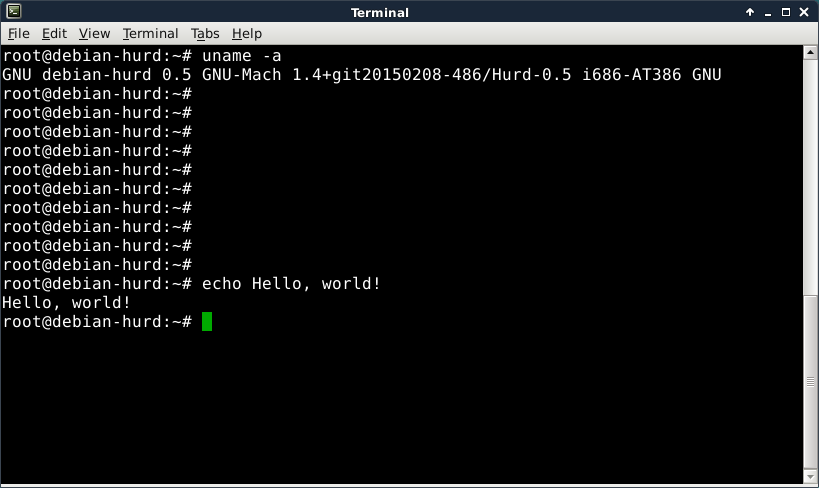 Terminal
File Edit View Terminal Tabs Help
root@debian-hurd:~# uname -a
GNU debian-hurd 0.5 GNU-Mach 1.4+git20150208-486/Hurd-0.5 i686-AT386 GNU
root@debian-hurd:~#
root@debian-hurd:~#
root@debian-hurd:~#
root@debian-hurd:~#
root@debian-hurd:~#
root@debian-hurd:~#
root@debian-hurd:~#
root@debian-hurd:~#
root@debian-hurd:~#
root@debian-hurd:~#
root@debian-hurd:~# echo Hello, world!
Hello, world!
root@debian-hurd:~#